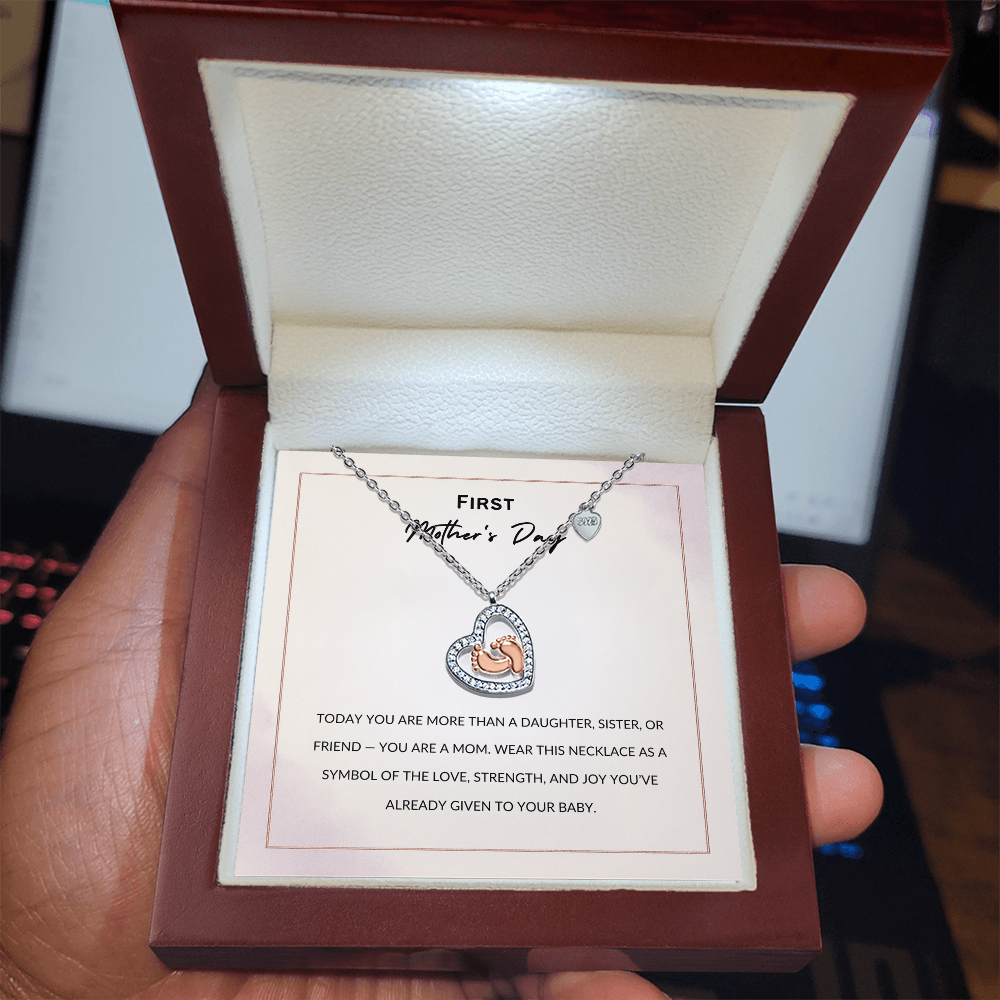 FIRST
Mother's Day
TODAY YOU ARE MORE THAN A DAUGHTER, SISTER, OR
FRIEND — YOU ARE A MOM. WEAR THIS NECKLACE AS A
SYMBOL OF THE LOVE, STRENGTH, AND JOY YOU'VE
ALREADY GIVEN TO YOUR BABY.